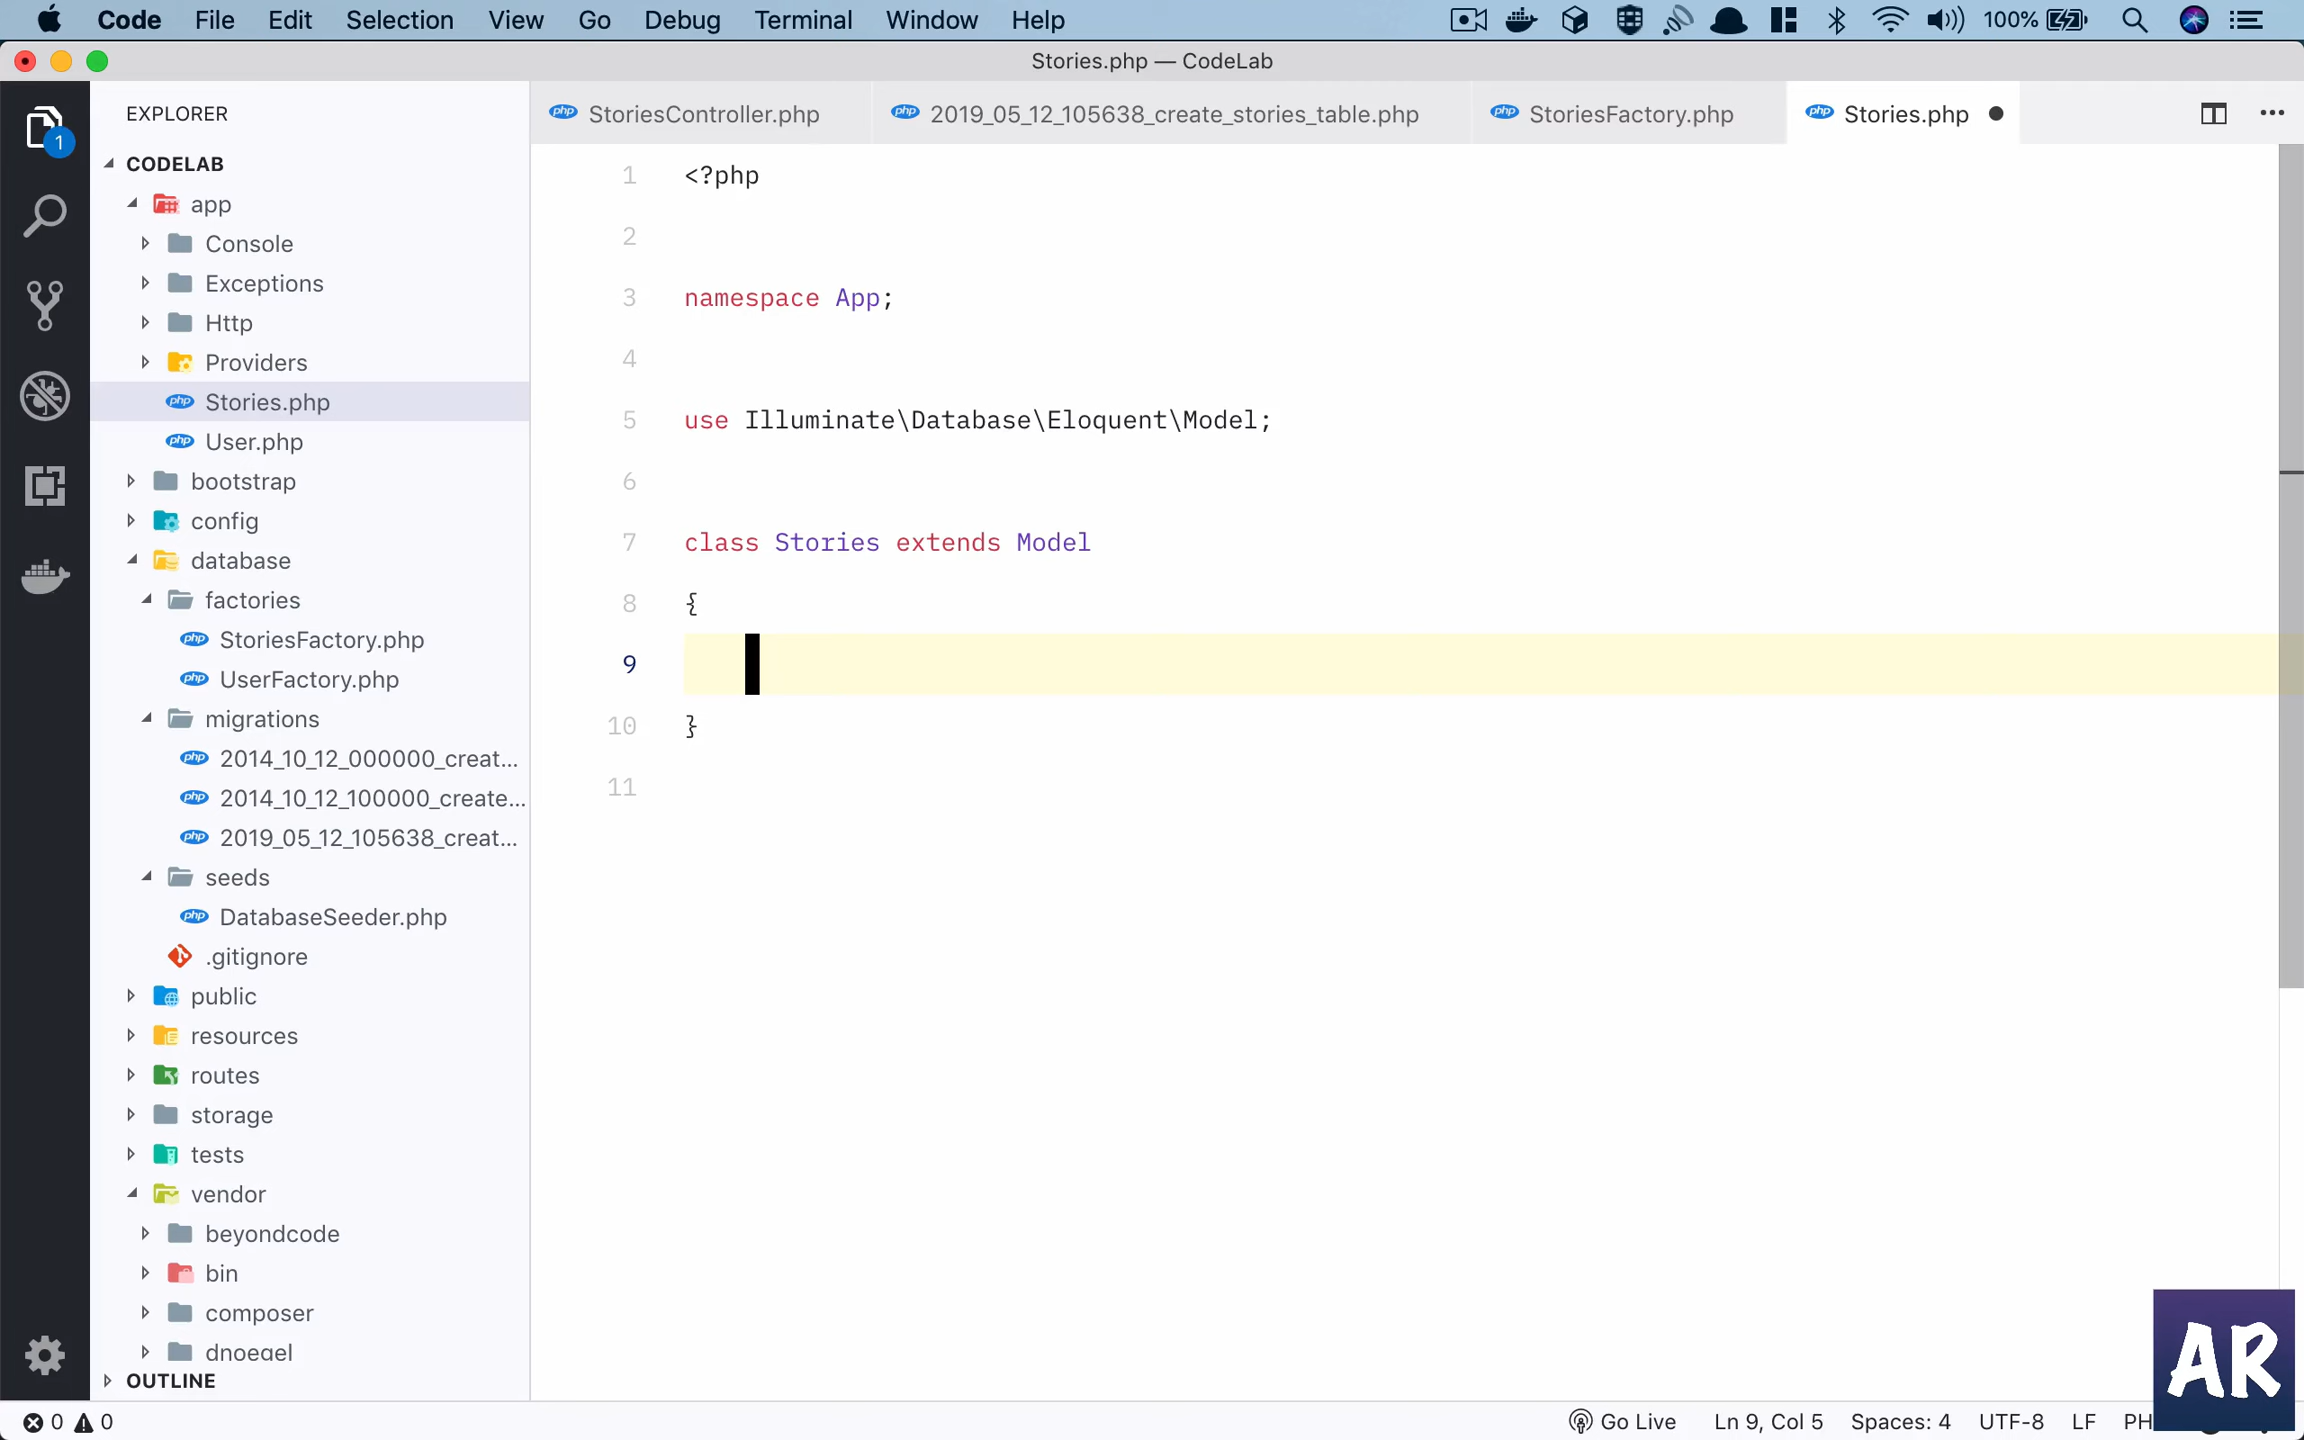 Code File Edit Selection View Go Debug Terminal Window Help 100%
Stories.php — CodeLab
EXPLORER
1
CODELAB
app
Console
Exceptions
Http
Providers
Stories.php
User.php
bootstrap
config
database
factories
StoriesFactory.php
UserFactory.php
migrations
2014_10_12_000000_creat...
2014_10_12_100000_create...
2019_05_12_105638_creat...
seeds
DatabaseSeeder.php
.gitignore
public
resources
routes
storage
tests
vendor
beyondcode
bin
composer
dnoegel
OUTLINE
php StoriesController.php php 2019_05_12_105638_create_stories_table.php php StoriesFactory.php php Stories.php
1 <?php
2
3 namespace App;
4
5 use Illuminate\Database\Eloquent\Model;
6
7 class Stories extends Model
8 {
9
10 }
11
AR
0 0 Go Live Ln 9, Col 5 Spaces: 4 UTF-8 LF